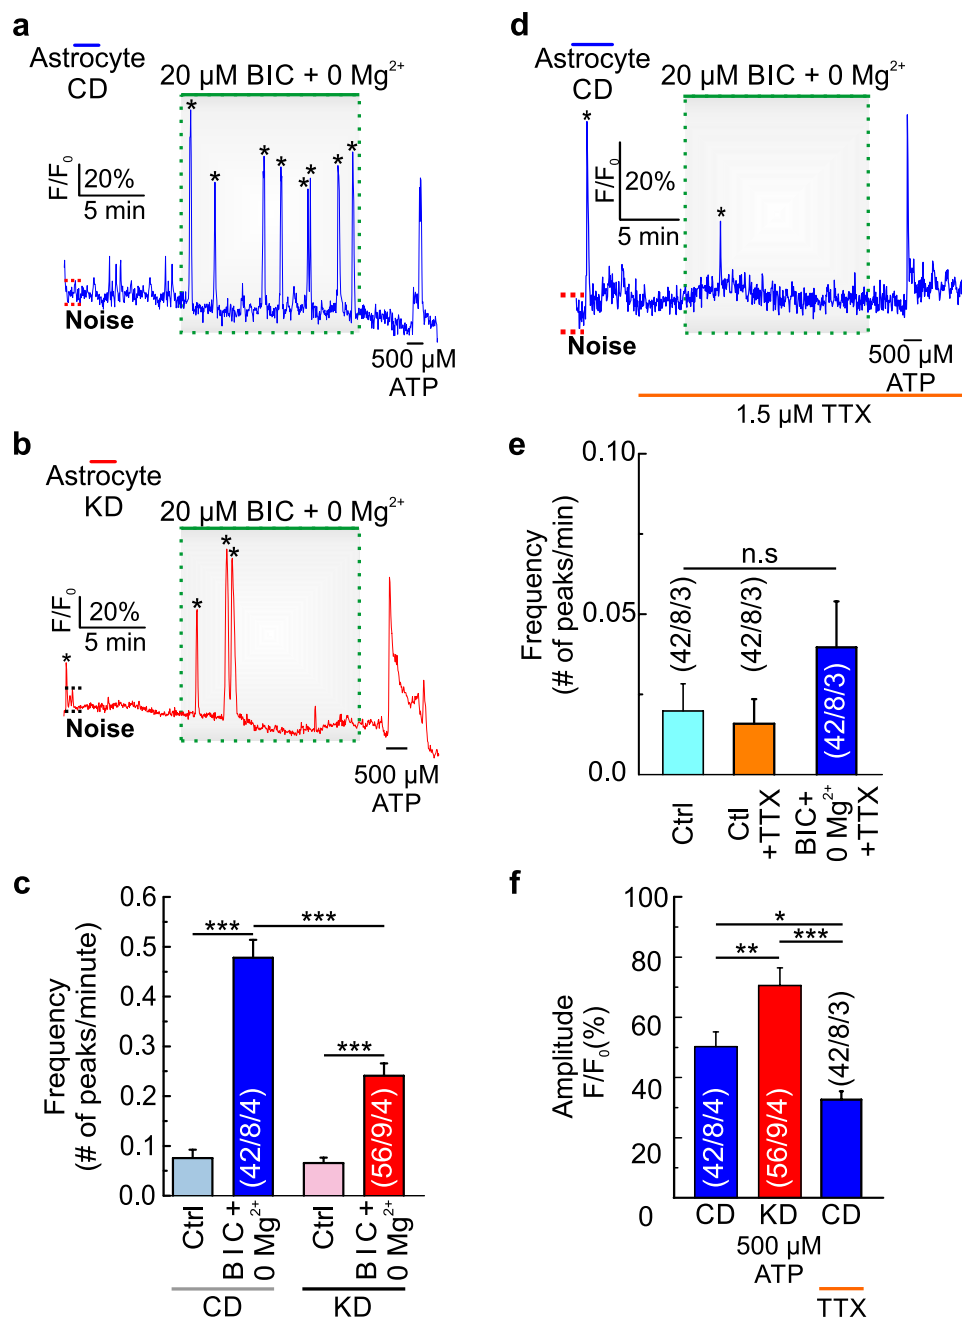 a
Astrocyte
CD
20 µM BIC + 0 Mg²⁺
* * * * * * * *
F/F₀
20%
5 min
Noise
500 µM
ATP
b
Astrocyte
KD
20 µM BIC + 0 Mg²⁺
* * * *
F/F₀
20%
5 min
Noise
500 µM
ATP
c
Frequency
(# of peaks/minute)
0.6
0.5
0.4
0.3
0.2
0.1
0.0
***
***
***
(42/8/4)
(56/9/4)
Ctrl
BIC+
0 Mg²⁺
Ctrl
BIC+
0 Mg²⁺
CD
KD
d
Astrocyte
CD
20 µM BIC + 0 Mg²⁺
* *
F/F₀
20%
5 min
Noise
500 µM
ATP
1.5 µM TTX
e
Frequency
(# of peaks/min)
0.10
0.05
0.0
n.s
(42/8/3)
(42/8/3)
(42/8/3)
Ctrl
Ctl
+TTX
BIC+
0 Mg²⁺
+TTX
f
Amplitude
F/F₀(%)
100
80
60
40
20
0
*
**
***
(42/8/4)
(56/9/4)
(42/8/3)
CD
KD
CD
500 µM
ATP
TTX